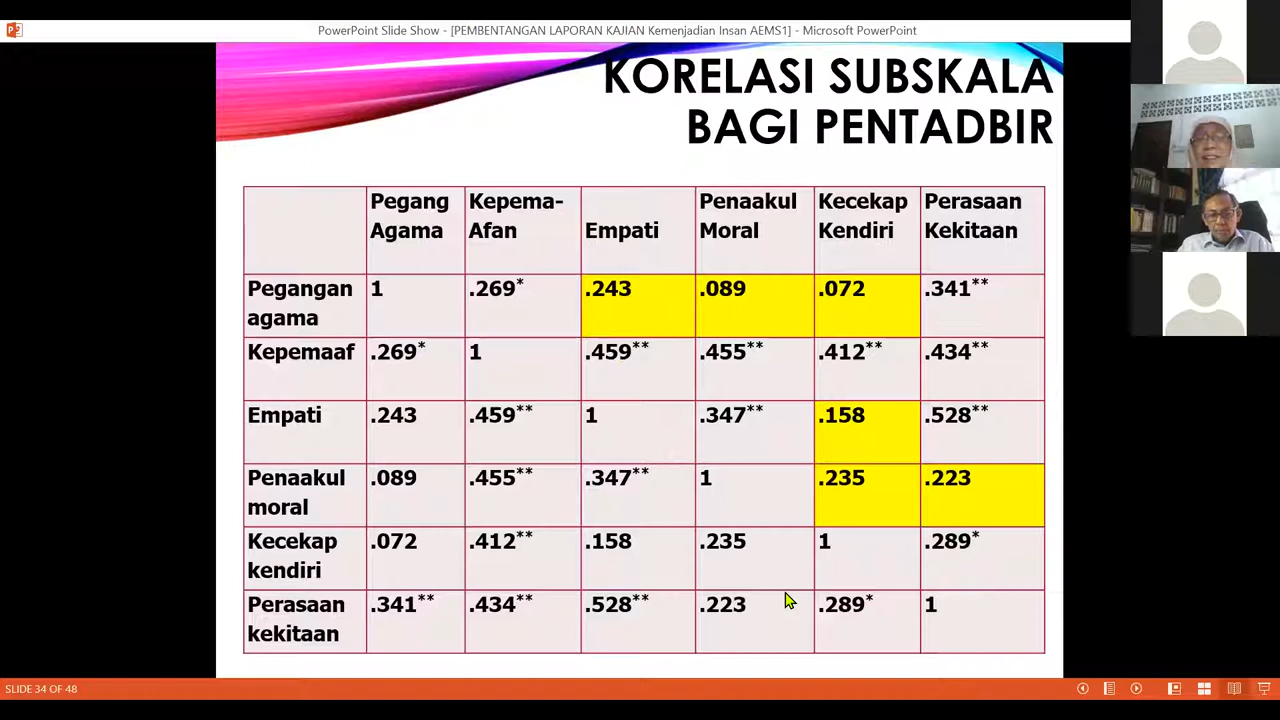 PowerPoint Slide Show - [PEMBENTANGAN LAPORAN KAJIAN Kemenjadian Insan AEMS1] - Microsoft PowerPoint
KORELASI SUBSKALA
BAGI PENTADBIR
Pegang Agama Kepema-Afan Empati Penaakul Moral Kecekap Kendiri Perasaan Kekitaan
Pegangan agama 1 .269* .243 .089 .072 .341**
Kepemaaf .269* 1 .459** .455** .412** .434**
Empati .243 .459** 1 .347** .158 .528**
Penaakul moral .089 .455** .347** 1 .235 .223
Kecekap kendiri .072 .412** .158 .235 1 .289*
Perasaan kekitaan .341** .434** .528** .223 .289* 1
SLIDE 34 OF 48